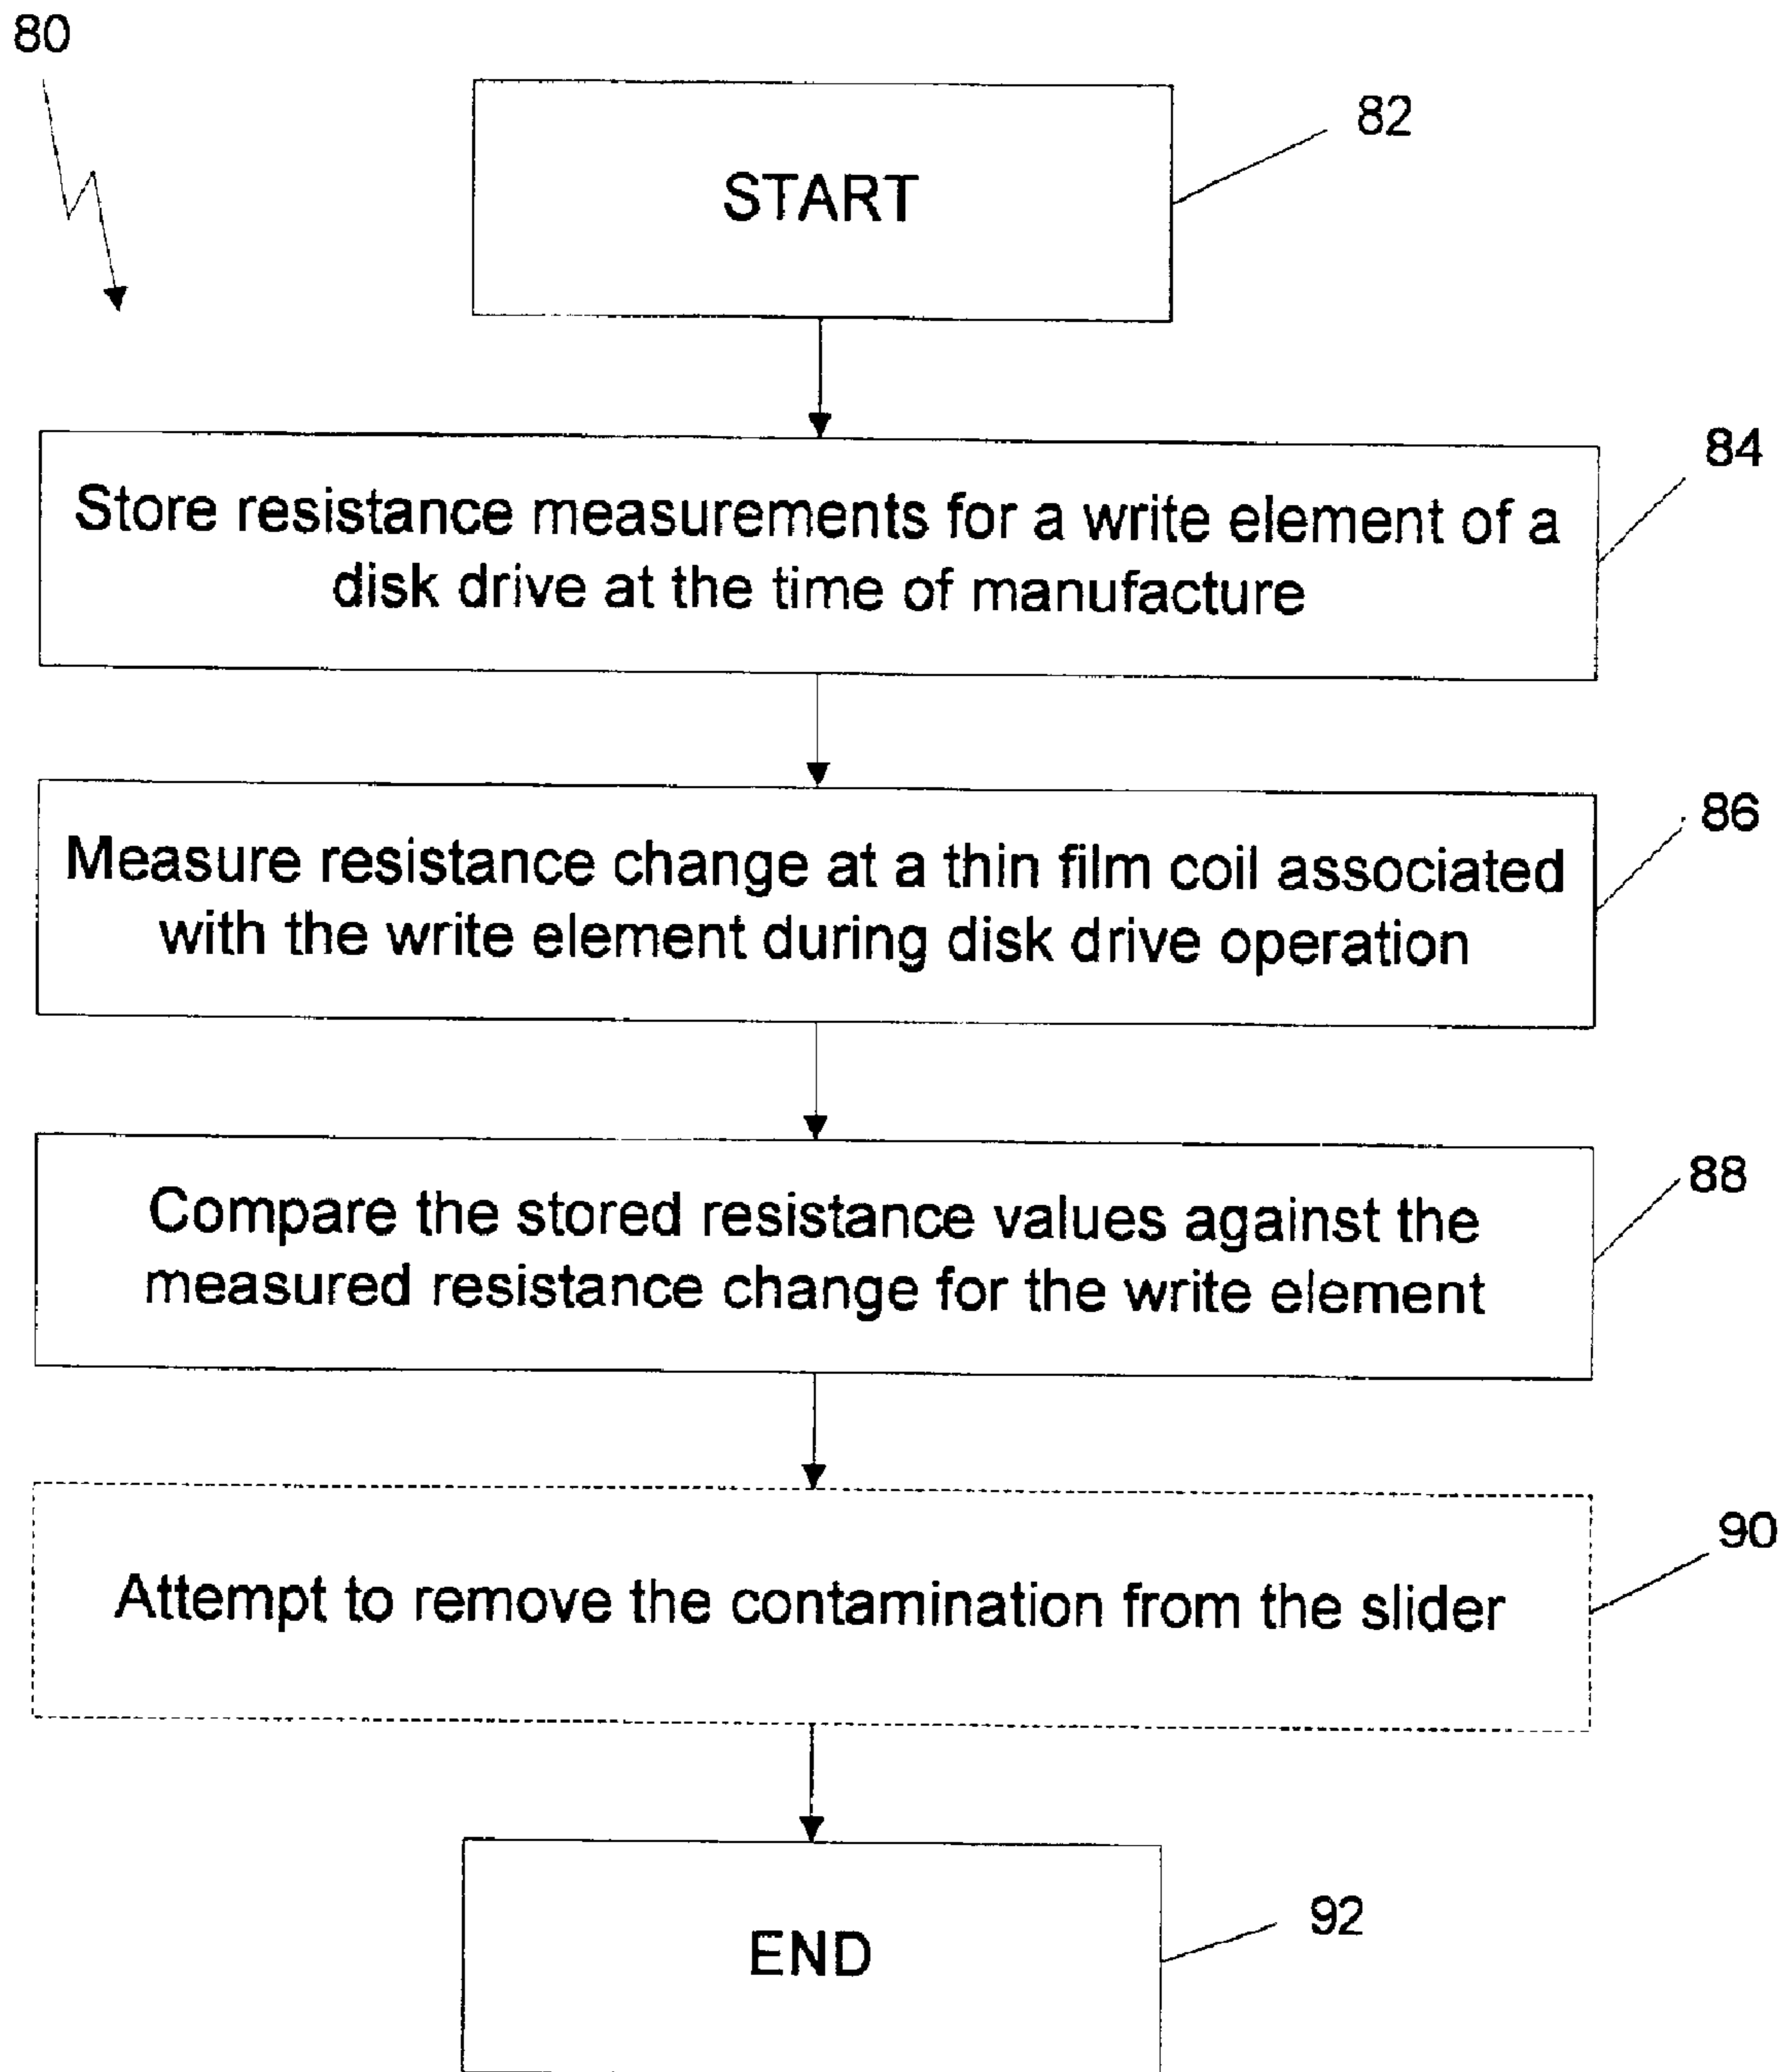 80
START
82
Store resistance measurements for a write element of a
disk drive at the time of manufacture
84
Measure resistance change at a thin film coil associated
with the write element during disk drive operation
86
Compare the stored resistance values against the
measured resistance change for the write element
88
Attempt to remove the contamination from the slider
90
END
92